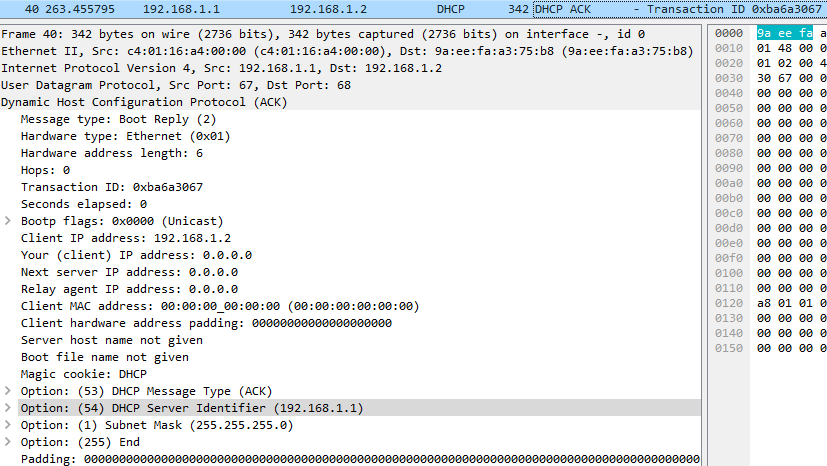 40 263.455795 192.168.1.1 192.168.1.2 DHCP 342 DHCP ACK - Transaction ID 0xba6a3067
Frame 40: 342 bytes on wire (2736 bits), 342 bytes captured (2736 bits) on interface -, id 0
Ethernet II, Src: c4:01:16:a4:00:00 (c4:01:16:a4:00:00), Dst: 9a:ee:fa:a3:75:b8 (9a:ee:fa:a3:75:b8)
Internet Protocol Version 4, Src: 192.168.1.1, Dst: 192.168.1.2
User Datagram Protocol, Src Port: 67, Dst Port: 68
Dynamic Host Configuration Protocol (ACK)
Message type: Boot Reply (2)
Hardware type: Ethernet (0x01)
Hardware address length: 6
Hops: 0
Transaction ID: 0xba6a3067
Seconds elapsed: 0
Bootp flags: 0x0000 (Unicast)
Client IP address: 192.168.1.2
Your (client) IP address: 0.0.0.0
Next server IP address: 0.0.0.0
Relay agent IP address: 0.0.0.0
Client MAC address: 00:00:00_00:00:00 (00:00:00:00:00:00)
Client hardware address padding: 00000000000000000000
Server host name not given
Boot file name not given
Magic cookie: DHCP
Option: (53) DHCP Message Type (ACK)
Option: (54) DHCP Server Identifier (192.168.1.1)
Option: (1) Subnet Mask (255.255.255.0)
Option: (255) End
Padding: 0000000000000000000000000000000000000000000000000000000000000000000000000000000000000000
0000 9a ee fa a
0010 01 48 00 0
0020 01 02 00 4
0030 30 67 00 0
0040 00 00 00 0
0050 00 00 00 0
0060 00 00 00 0
0070 00 00 00 0
0080 00 00 00 0
0090 00 00 00 0
00a0 00 00 00 0
00b0 00 00 00 0
00c0 00 00 00 0
00d0 00 00 00 0
00e0 00 00 00 0
00f0 00 00 00 0
0100 00 00 00 0
0110 00 00 00 0
0120 a8 01 01 0
0130 00 00 00 0
0140 00 00 00 0
0150 00 00 00 0